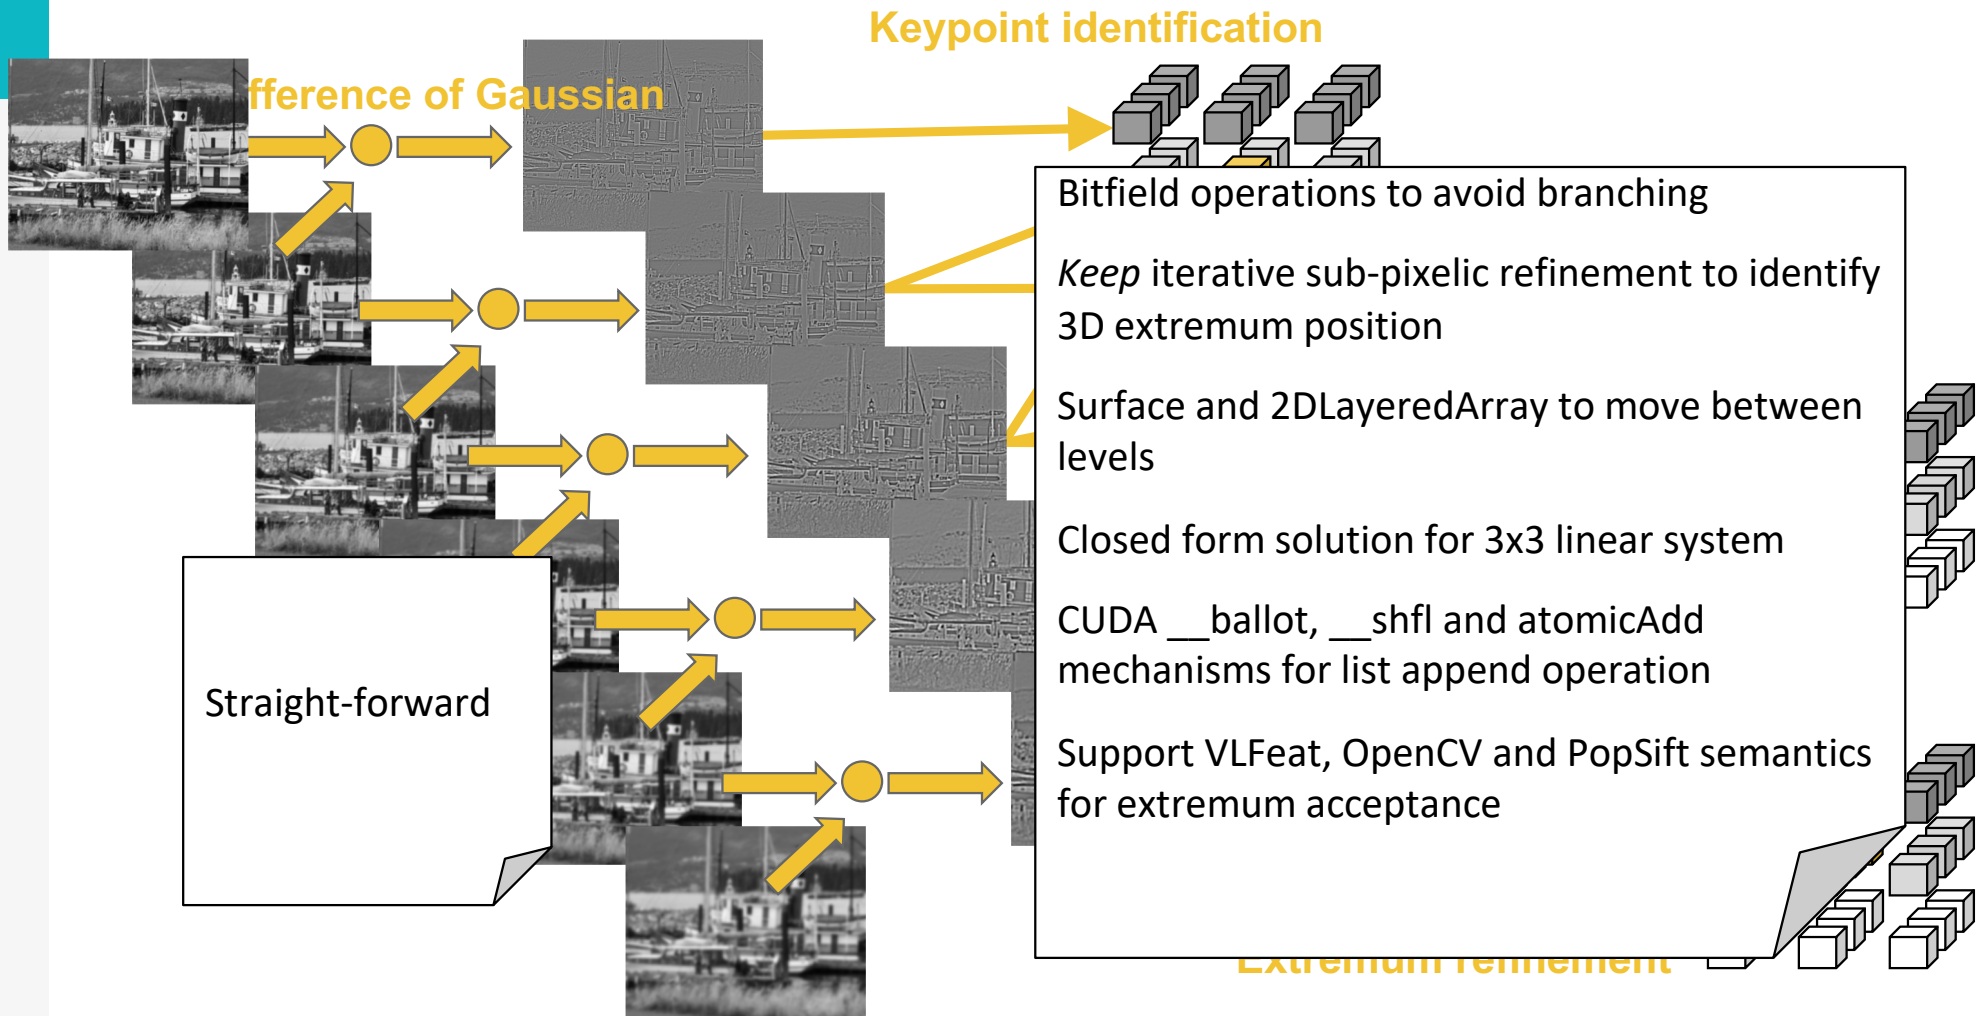 Keypoint identification
fference of Gaussian
Bitfield operations to avoid branching
Keep iterative sub-pixelic refinement to identify
3D extremum position
Surface and 2DLayeredArray to move between
levels
Closed form solution for 3x3 linear system
CUDA __ballot, __shfl and atomicAdd
mechanisms for list append operation
Straight-forward
Support VLFeat, OpenCV and PopSift semantics
for extremum acceptance
Extremum refinement